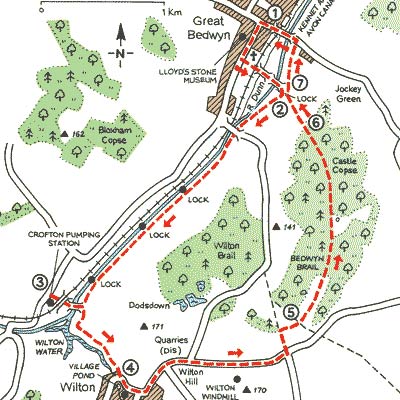 1 Km
Great
Bedwyn
1
KENNET AND
AVON CANAL
N
LLOYD'S STONE
MUSEUM
R. Dunn
7
LOCK
Jockey
Green
2
6
162
Bloxham
Copse
Castle
Copse
LOCK
LOCK
141
CROFTON PUMPING
STATION
Wilton
Brail
BEDWYN
BRAIL
3
LOCK
Dodsdown
5
WILTON
WATER
171
Quarries
(Dis)
VILLAGE
POND
4
Wilton
Wilton
Hill
WILTON
WINDMILL
170